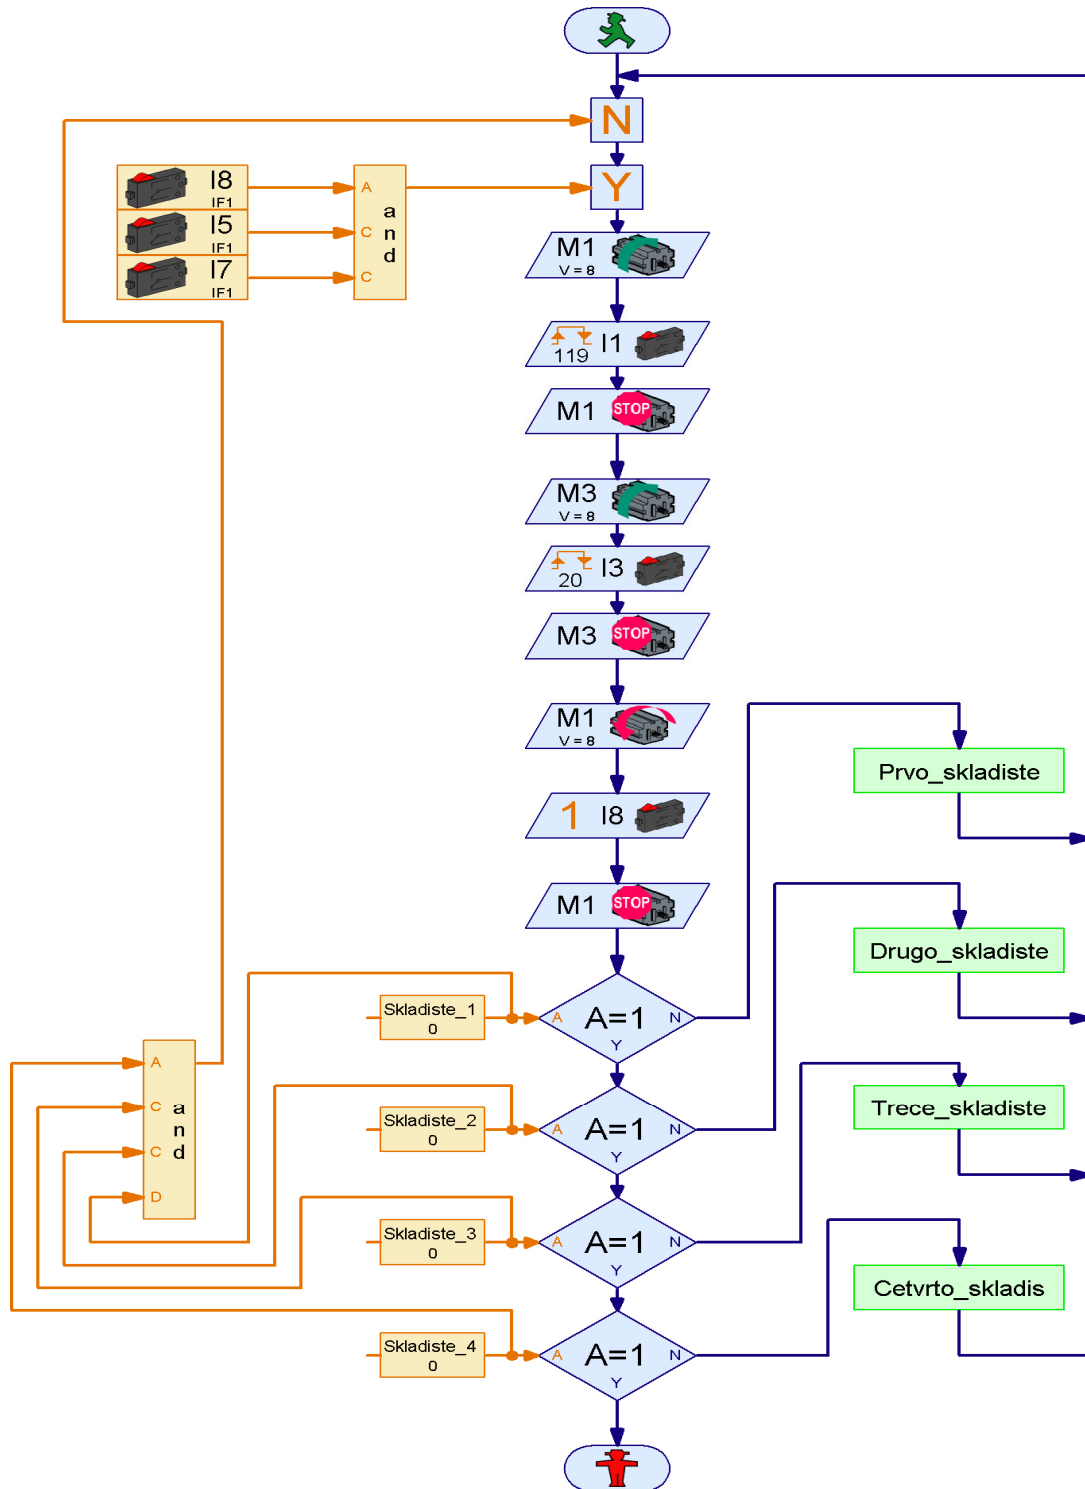 N
I8
IF1
A
Y
I5
IF1
C
and
I7
IF1
C
M1
V = 8
119
I1
M1
STOP
M3
V = 8
20
I3
M3
STOP
M1
V = 8
Prvo_skladiste
1
I8
M1
STOP
Drugo_skladiste
Skladiste_1
0
A
A=1
N
Y
A
C
C
D
and
Skladiste_2
0
A
A=1
N
Y
Trece_skladiste
Skladiste_3
0
A
A=1
N
Y
Cetvrto_skladis
Skladiste_4
0
A
A=1
N
Y